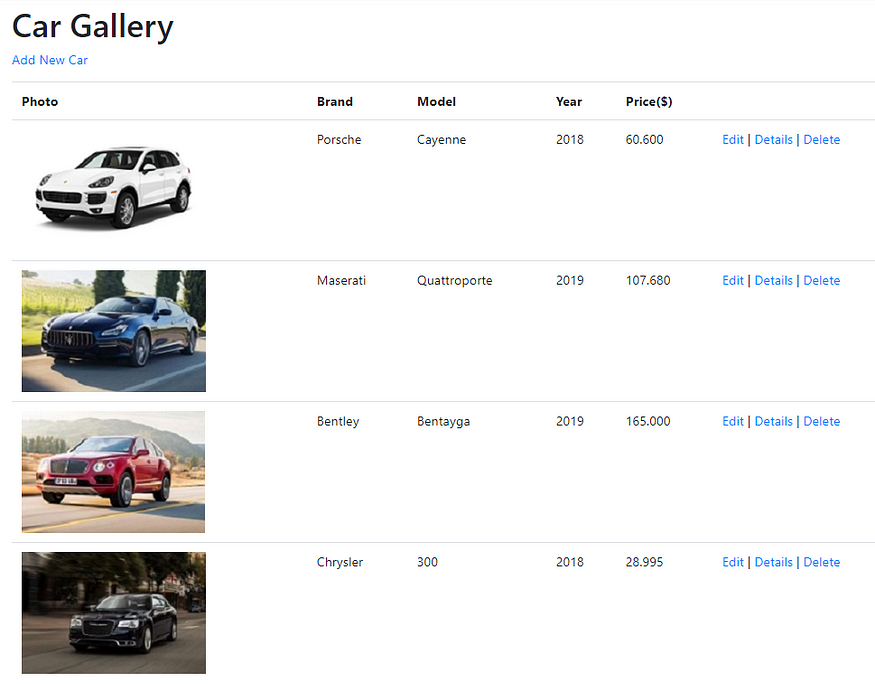 Car Gallery
Add New Car
Photo Brand Model Year Price($)
Porsche Cayenne 2018 60.600 Edit | Details | Delete
Maserati Quattroporte 2019 107.680 Edit | Details | Delete
Bentley Bentayga 2019 165.000 Edit | Details | Delete
Chrysler 300 2018 28.995 Edit | Details | Delete